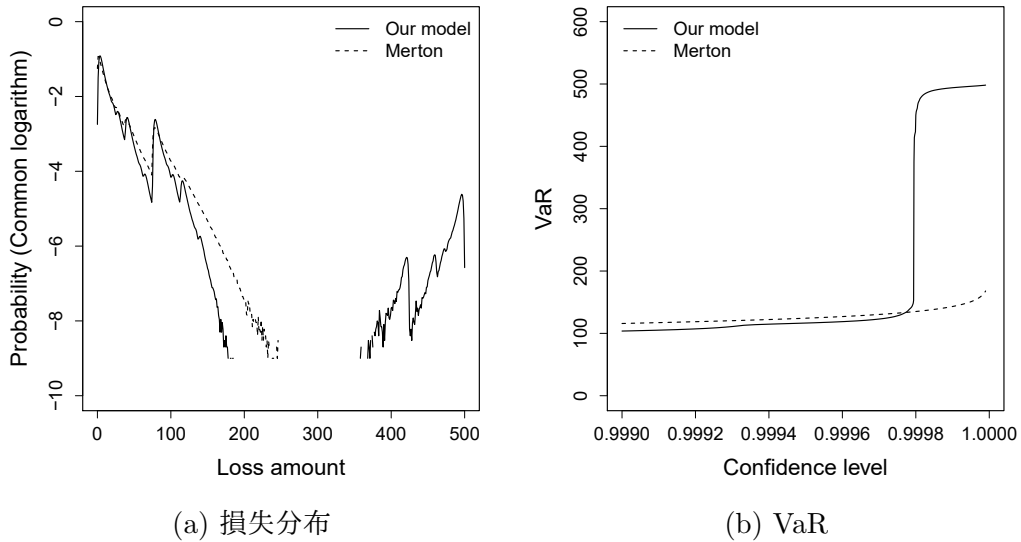 Our model
Merton
Probability (Common logarithm)
0
−2
−4
−6
−8
−10
0 100 200 300 400 500
Loss amount
(a) 損失分布
Our model
Merton
VaR
600
500
400
300
200
100
0
0.9990 0.9992 0.9994 0.9996 0.9998 1.0000
Confidence level
(b) VaR